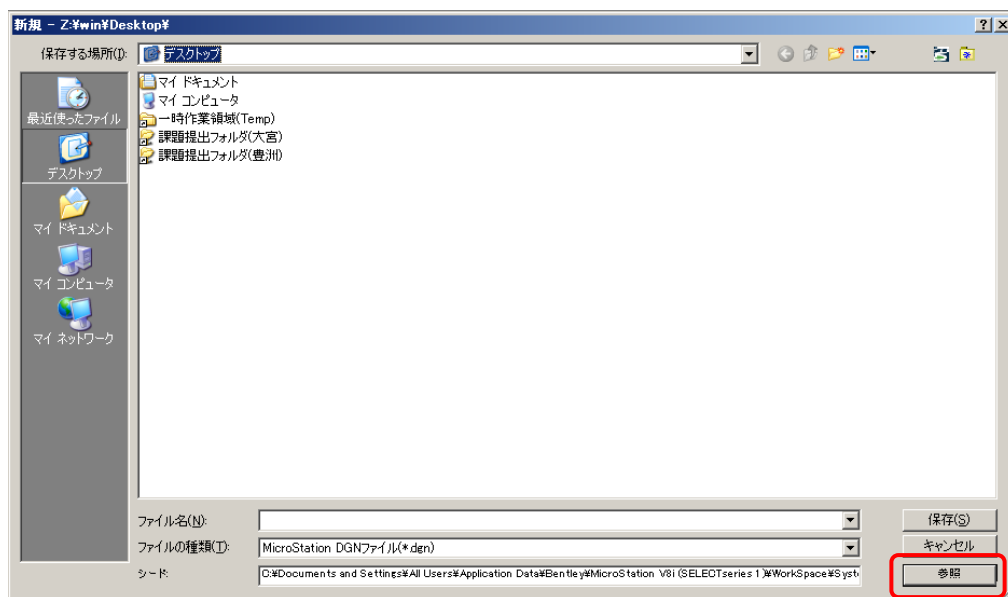 新規 - Z:¥win¥Desktop¥
保存する場所(I):
デスクトップ
最近使ったファイル
デスクトップ
マイ ドキュメント
マイ コンピュータ
マイ ネットワーク
マイ ドキュメント
マイ コンピュータ
一時作業領域(Temp)
課題提出フォルダ(大宮)
課題提出フォルダ(豊洲)
ファイル名(N):
保存(S)
ファイルの種類(T):
MicroStation DGNファイル(*.dgn)
キャンセル
シード:
C:¥Documents and Settings¥All Users¥Application Data¥Bentley¥MicroStation V8i (SELECTseries 1)¥WorkSpace¥Syst
参照